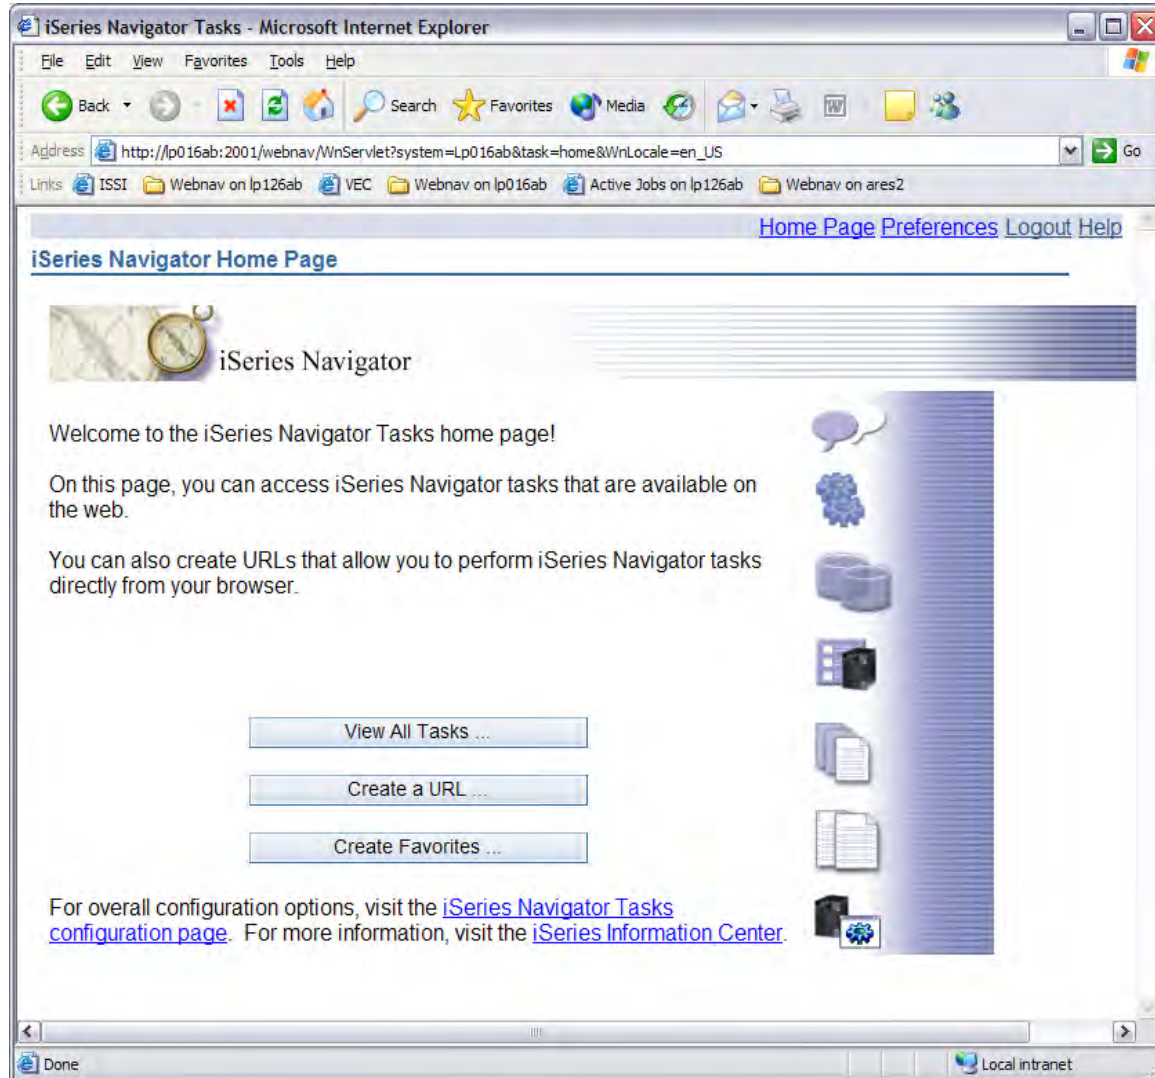 iSeries Navigator Tasks - Microsoft Internet Explorer
File Edit View Favorites Tools Help
Back Search Favorites Media
Address http://lp016ab:2001/webnav/WnServlet?system=Lp016ab&task=home&WnLocale=en_US Go
Links ISSI Webnav on lp126ab VEC Webnav on lp016ab Active Jobs on lp126ab Webnav on ares2
Home Page Preferences Logout Help
iSeries Navigator Home Page
iSeries Navigator
Welcome to the iSeries Navigator Tasks home page!
On this page, you can access iSeries Navigator tasks that are available on
the web.
You can also create URLs that allow you to perform iSeries Navigator tasks
directly from your browser.
View All Tasks ...
Create a URL ...
Create Favorites ...
For overall configuration options, visit the iSeries Navigator Tasks
configuration page. For more information, visit the iSeries Information Center.
Done Local intranet